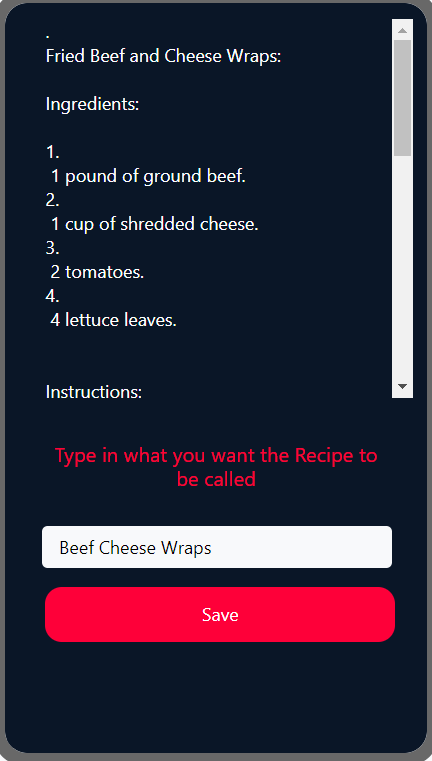 .
Fried Beef and Cheese Wraps:
Ingredients:
1.
1 pound of ground beef.
2.
1 cup of shredded cheese.
3.
2 tomatoes.
4.
4 lettuce leaves.
Instructions:
Type in what you want the Recipe to
be called
Beef Cheese Wraps
Save